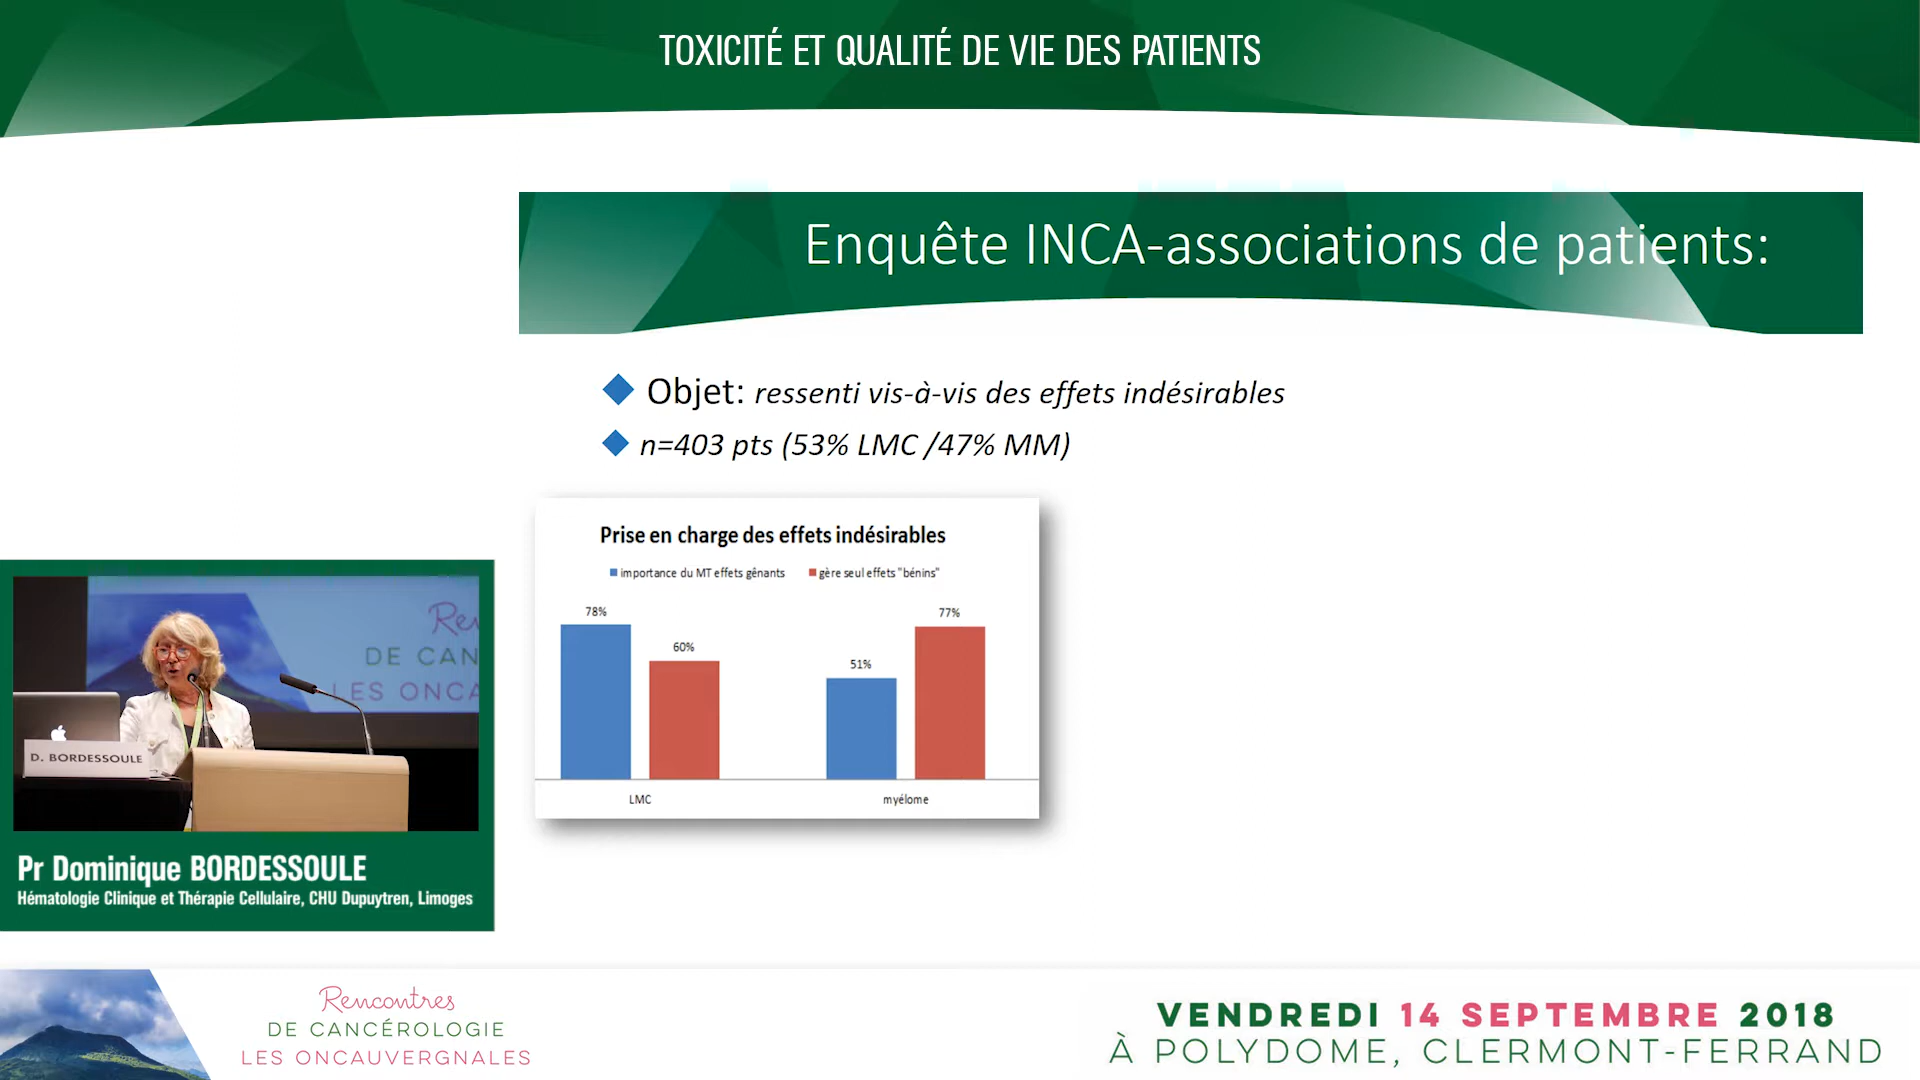 TOXICITÉ ET QUALITÉ DE VIE DES PATIENTS
Enquête INCA-associations de patients:
Objet: ressenti vis-à-vis des effets indésirables
n=403 pts (53% LMC /47% MM)
Prise en charge des effets indésirables
importance du MT effets gênants
gère seul effets "bénins"
78%
60%
51%
77%
LMC
myélome
DE CAN
LES ONCA
D. BORDESSOULE
Pr Dominique BORDESSOULE
Hématologie Clinique et Thérapie Cellulaire, CHU Dupuytren, Limoges
Rencontres
DE CANCÉROLOGIE
LES ONCAUVERGNALES
VENDREDI 14 SEPTEMBRE 2018
À POLYDOME, CLERMONT-FERRAND